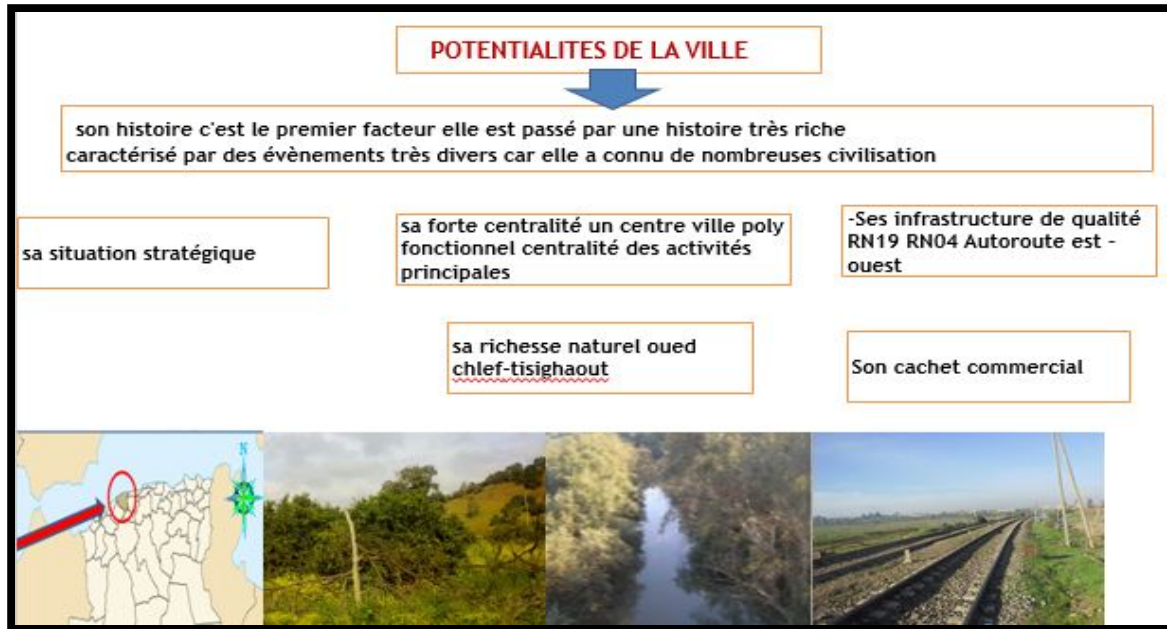 POTENTIALITES DE LA VILLE
son histoire c'est le premier facteur elle est passé par une histoire très riche
caractérisé par des évènements très divers car elle a connu de nombreuses civilisation
sa situation stratégique
sa forte centralité un centre ville poly
fonctionnel centralité des activités
principales
-Ses infrastructure de qualité
RN19 RN04 Autoroute est -
ouest
sa richesse naturel oued
chlef-tisighaout
Son cachet commercial
N